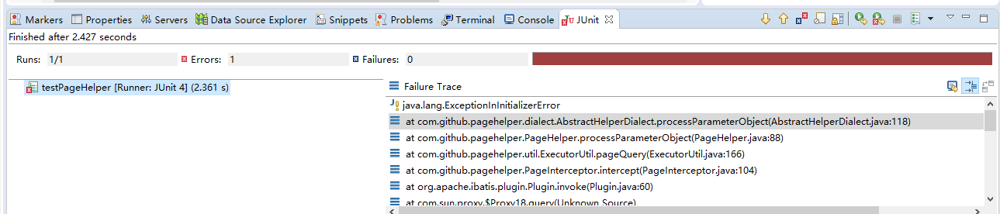 Markers Properties Servers Data Source Explorer Snippets Problems Terminal Console JUnit
Finished after 2.427 seconds
Runs: 1/1 Errors: 1 Failures: 0
testPageHelper [Runner: JUnit 4] (2.361 s)
Failure Trace
java.lang.ExceptionInInitializerError
at com.github.pagehelper.dialect.AbstractHelperDialect.processParameterObject(AbstractHelperDialect.java:118)
at com.github.pagehelper.PageHelper.processParameterObject(PageHelper.java:88)
at com.github.pagehelper.util.ExecutorUtil.pageQuery(ExecutorUtil.java:166)
at com.github.pagehelper.PageInterceptor.intercept(PageInterceptor.java:104)
at org.apache.ibatis.plugin.Plugin.invoke(Plugin.java:60)
at com.sun.proxy.$Proxy18.query(Unknown Source)